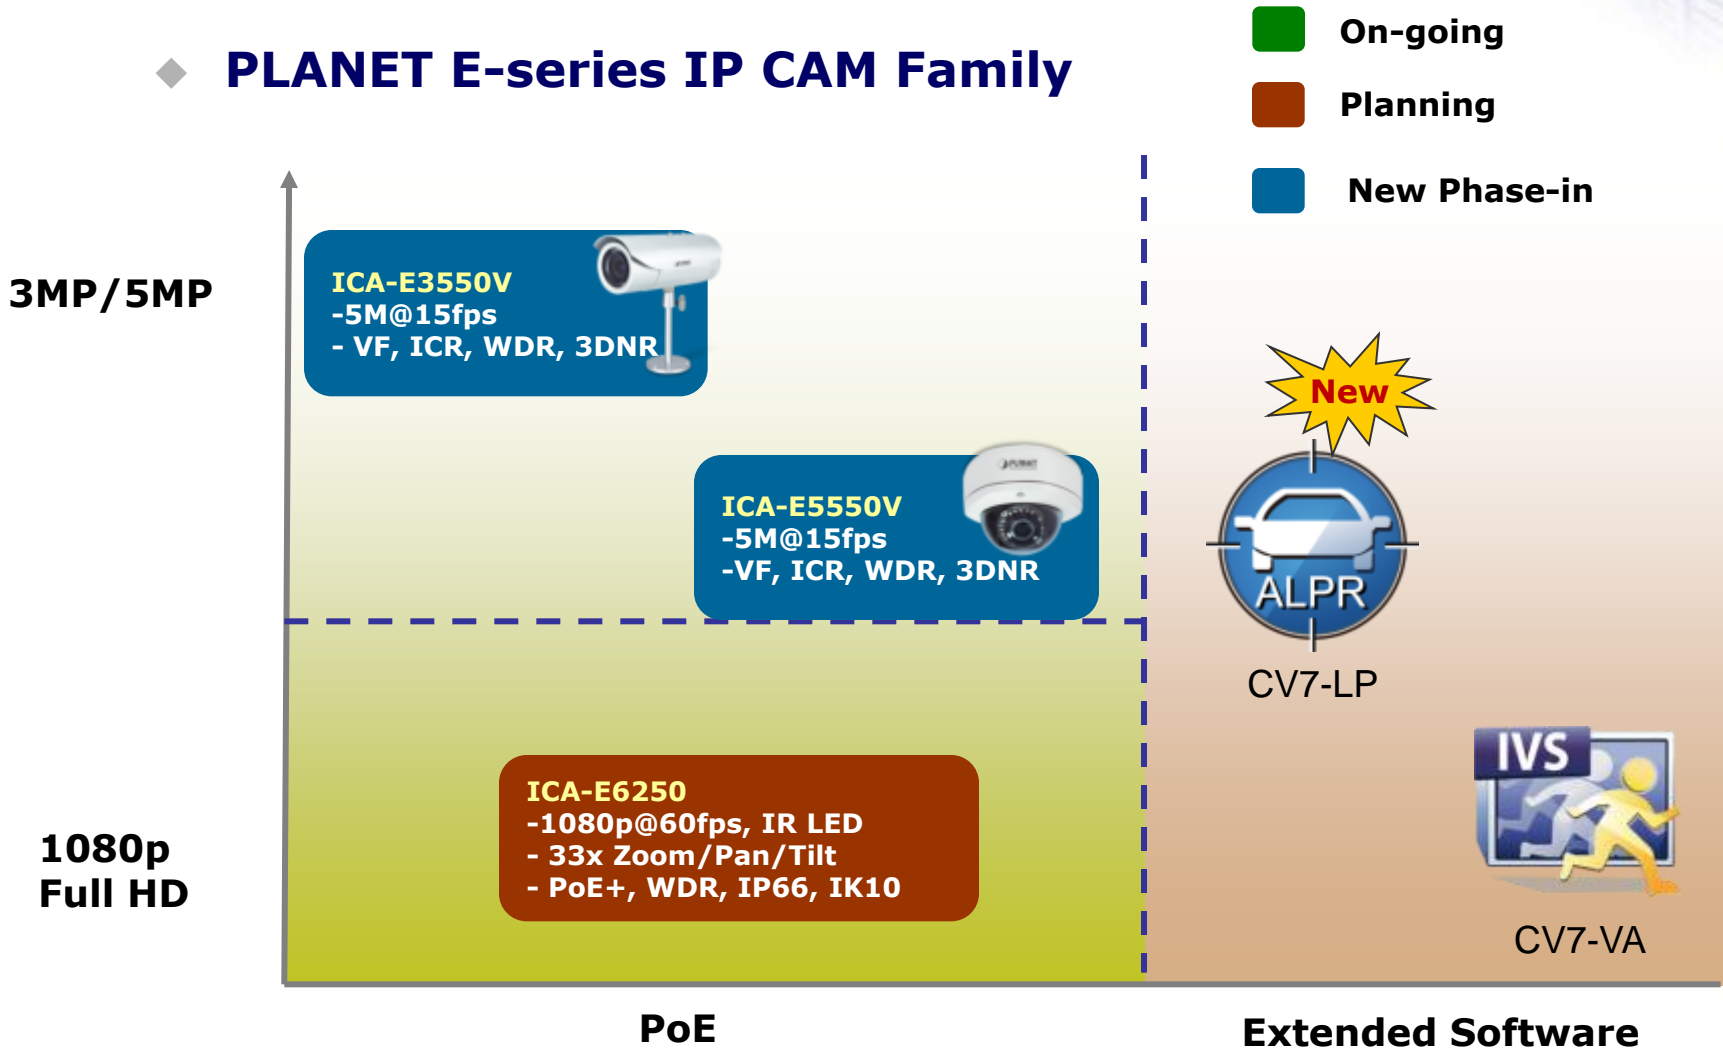 PLANET E-series IP CAM Family
On-going
Planning
New Phase-in
3MP/5MP
ICA-E3550V
-5M@15fps
- VF, ICR, WDR, 3DNR
New
ICA-E5550V
-5M@15fps
-VF, ICR, WDR, 3DNR
PLANET
ALPR
CV7-LP
IVS
CV7-VA
ICA-E6250
-1080p@60fps, IR LED
- 33x Zoom/Pan/Tilt
- PoE+, WDR, IP66, IK10
1080p
Full HD
PoE
Extended Software